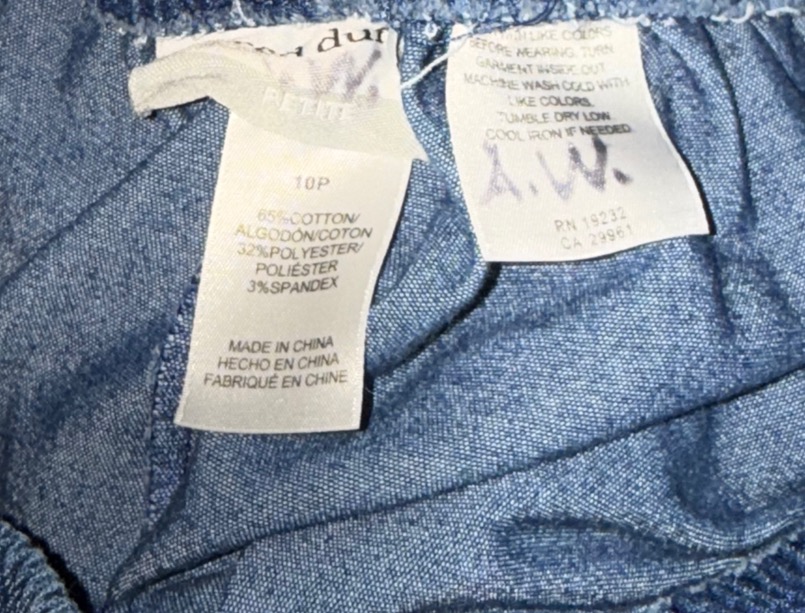 dun
W.
PETITE
10P
65%COTTON/
ALGODÓN/COTON
32%POLYESTER/
POLIÉSTER
3%SPANDEX
MADE IN CHINA
HECHO EN CHINA
FABRIQUÉ EN CHINE
LIKE COLORS
BEFORE WEARING. TURN
GARMENT INSIDE OUT
MACHINE WASH COLD WITH
LIKE COLORS.
TUMBLE DRY LOW
COOL IRON IF NEEDED
A.W.
RN 19232
CA 29961